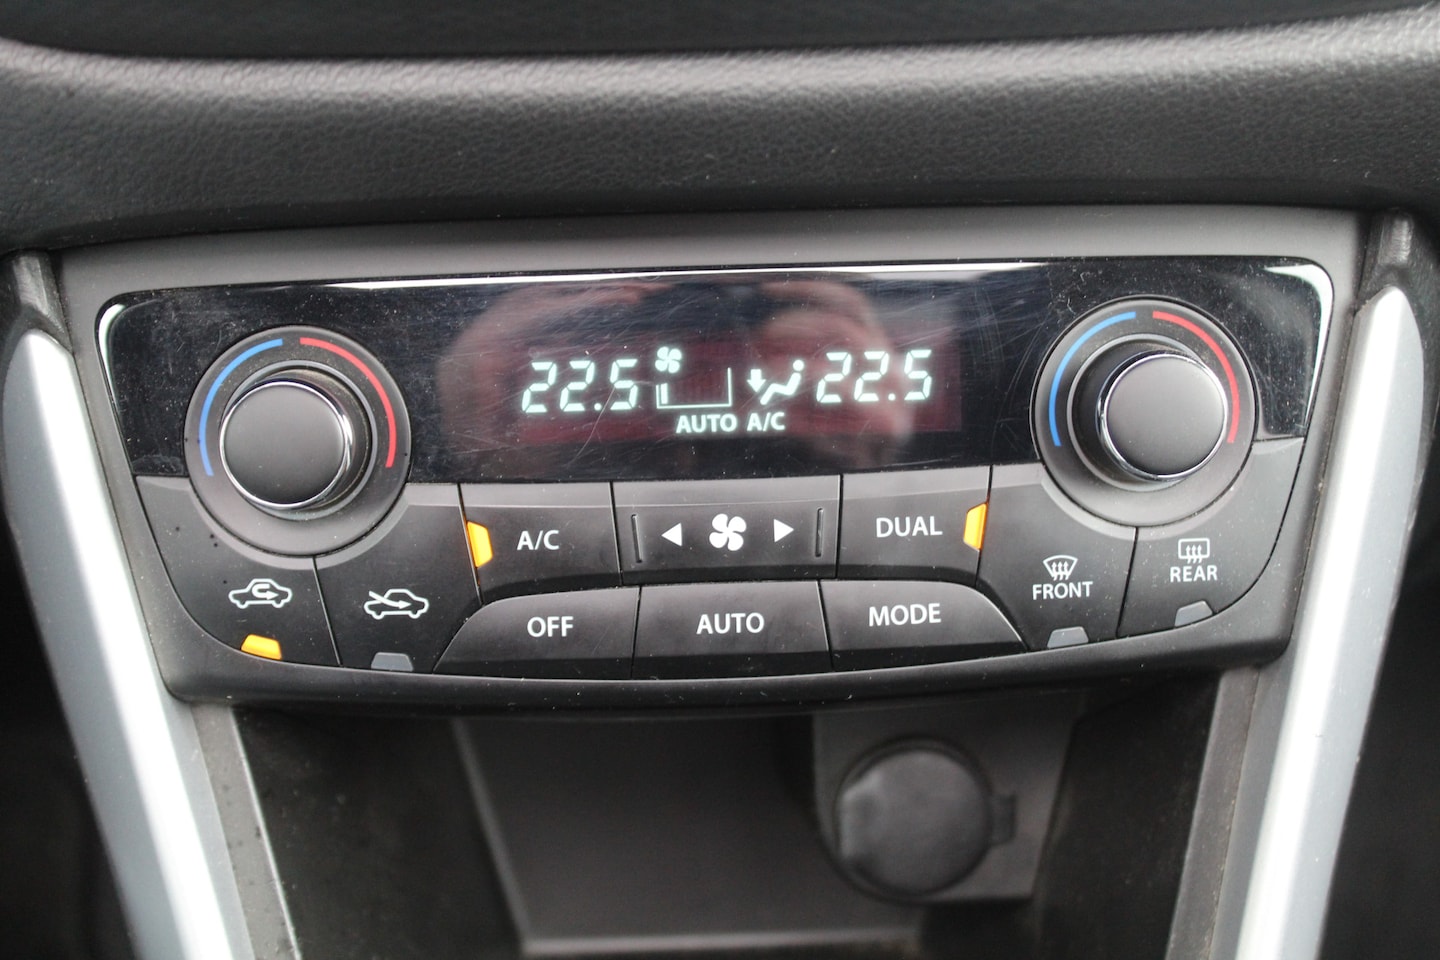 22.5 22.5
AUTO A/C
A/C DUAL
FRONT REAR
OFF AUTO MODE